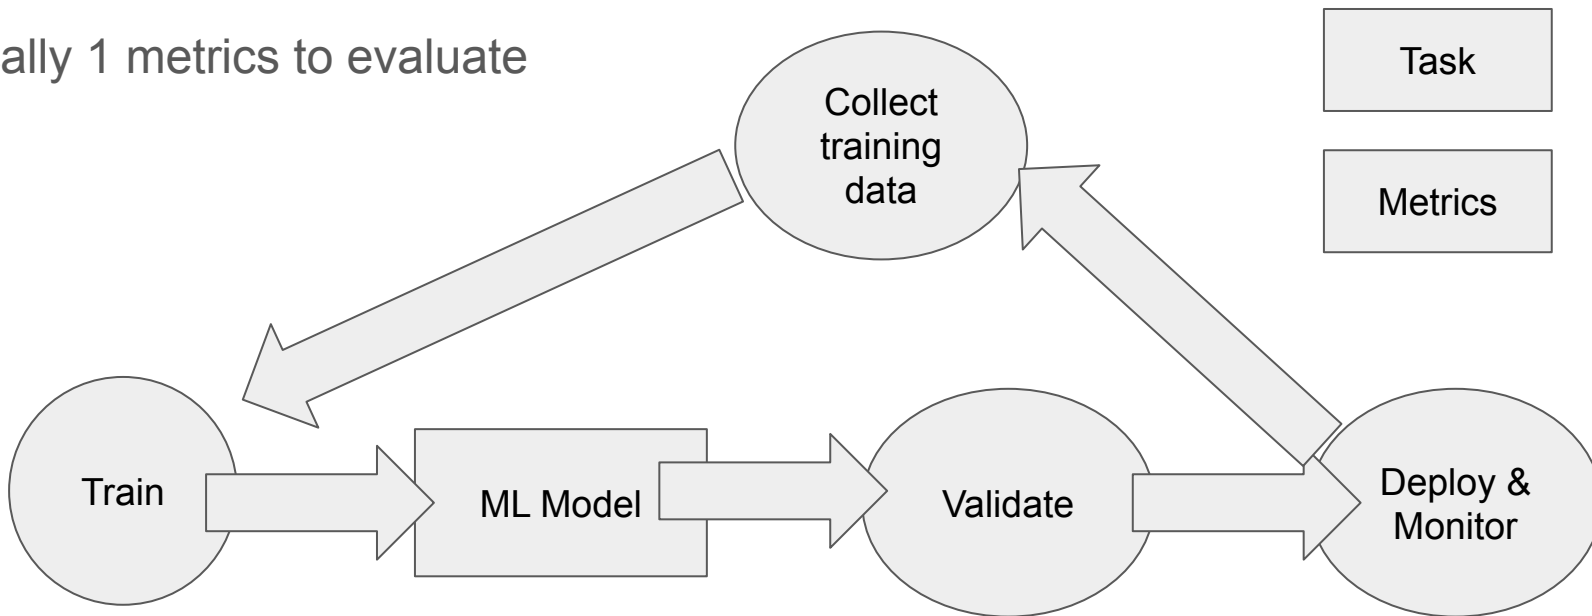 ally 1 metrics to evaluate
Task
Collect
training
data
Metrics
Train
ML Model
Validate
Deploy &
Monitor